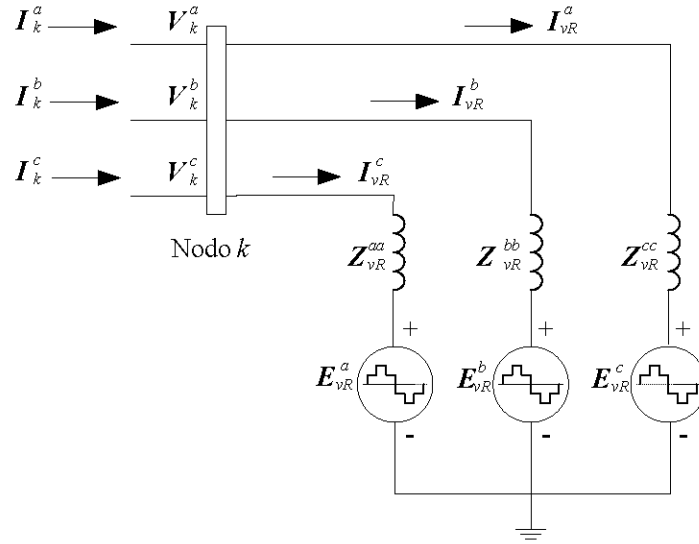 I_k^a V_k^a I_vR^a
I_k^b V_k^b I_vR^b
I_k^c V_k^c I_vR^c
Nodo k
Z_vR^aa Z_vR^bb Z_vR^cc
+ + +
E_vR^a E_vR^b E_vR^c
- - -